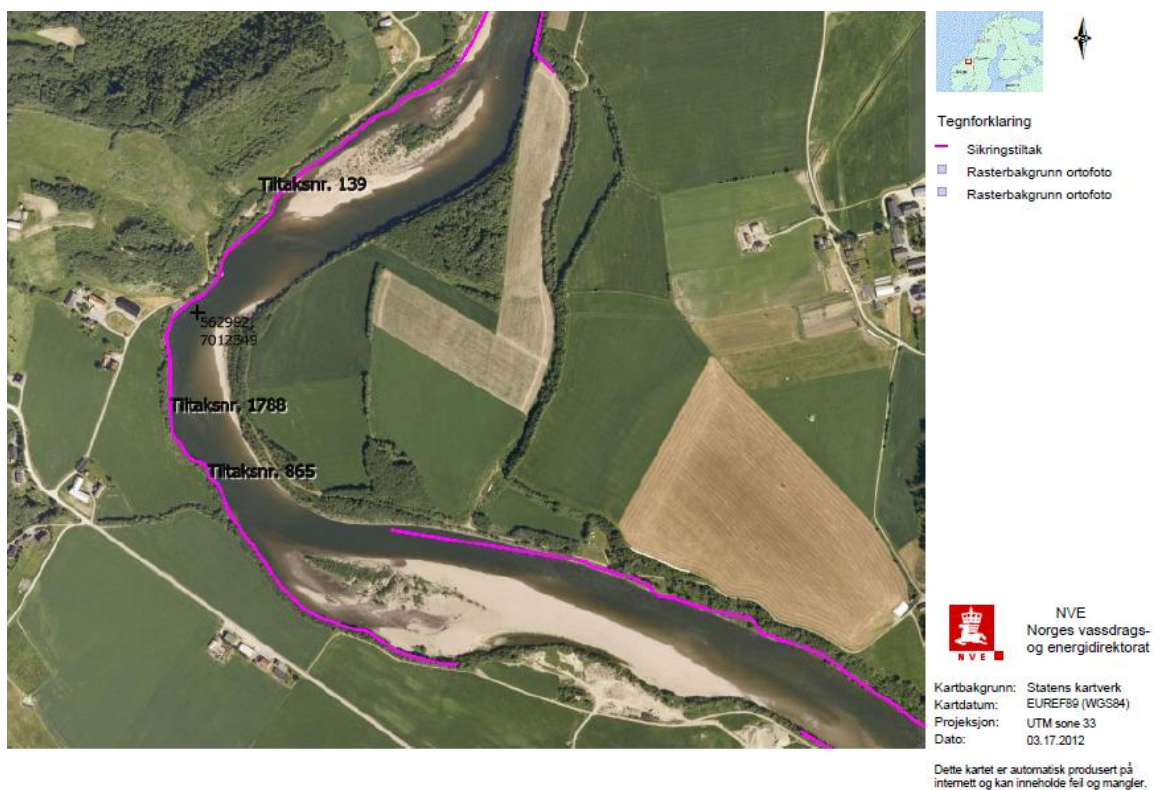 Tiltaksnr. 139
562992,
7012349
Tiltaksnr. 1788
Tiltaksnr. 865
Tegnforklaring
Sikringstiltak
Rasterbakgrunn ortofoto
Rasterbakgrunn ortofoto
NVE
NVE
Norges vassdrags-
og energidirektorat
Kartbakgrunn: Statens kartverk
Kartdatum: EUREF89 (WGS84)
Projeksjon: UTM sone 33
Dato: 03.17.2012
Dette kartet er automatisk produsert på
internett og kan inneholde feil og mangler.